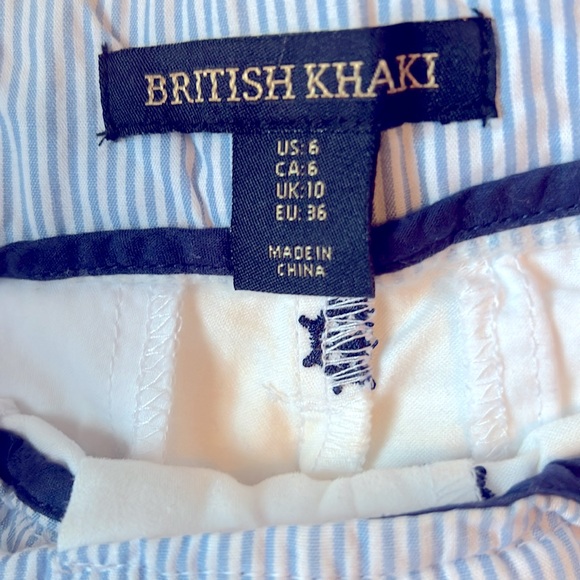 BRITISH KHAKI
US: 6
CA: 6
UK: 10
EU: 36
MADE IN
CHINA